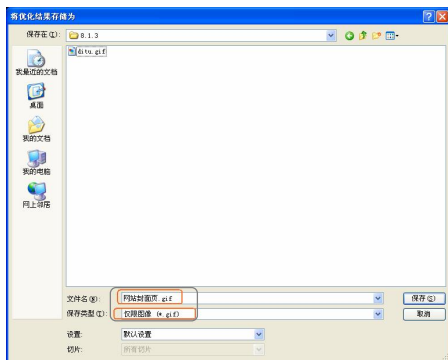 将优化结果存储为
保存在(I):
8.1.3
ditu.gif
我最近的文档
桌面
我的文档
我的电脑
网上邻居
文件名(N):
网站封面页.gif
保存(S)
保存类型(T):
仅限图像 (*.gif)
取消
设置:
默认设置
切片:
所有切片